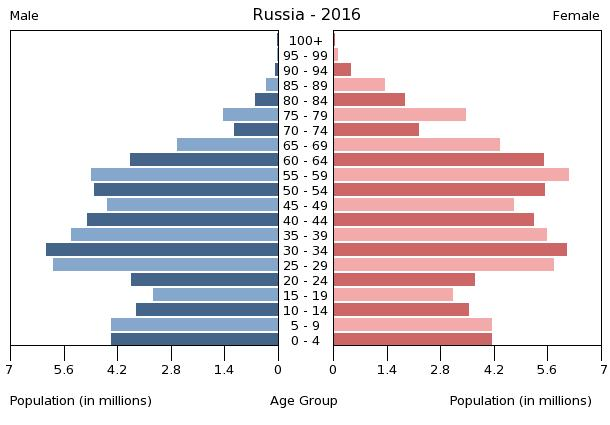 Male
Russia - 2016
Female
100+
95 - 99
90 - 94
85 - 89
80 - 84
75 - 79
70 - 74
65 - 69
60 - 64
55 - 59
50 - 54
45 - 49
40 - 44
35 - 39
30 - 34
25 - 29
20 - 24
15 - 19
10 - 14
5 - 9
0 - 4
7 5.6 4.2 2.8 1.4 0 0 1.4 2.8 4.2 5.6 7
Population (in millions) Age Group Population (in millions)